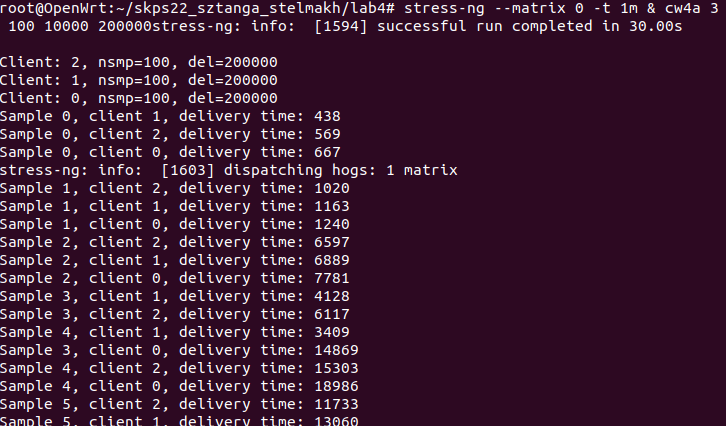 root@OpenWrt:~/skps22_sztanga_stelmakh/lab4# stress-ng --matrix 0 -t 1m & cw4a 3
 100 10000 200000stress-ng: info:  [1594] successful run completed in 30.00s

Client: 2, nsmp=100, del=200000
Client: 1, nsmp=100, del=200000
Client: 0, nsmp=100, del=200000
Sample 0, client 1, delivery time: 438
Sample 0, client 2, delivery time: 569
Sample 0, client 0, delivery time: 667
stress-ng: info:  [1603] dispatching hogs: 1 matrix
Sample 1, client 2, delivery time: 1020
Sample 1, client 1, delivery time: 1163
Sample 1, client 0, delivery time: 1240
Sample 2, client 2, delivery time: 6597
Sample 2, client 1, delivery time: 6889
Sample 2, client 0, delivery time: 7781
Sample 3, client 1, delivery time: 4128
Sample 3, client 2, delivery time: 6117
Sample 4, client 1, delivery time: 3409
Sample 3, client 0, delivery time: 14869
Sample 4, client 2, delivery time: 15303
Sample 4, client 0, delivery time: 18986
Sample 5, client 2, delivery time: 11733
Sample 5, client 1, delivery time: 13060